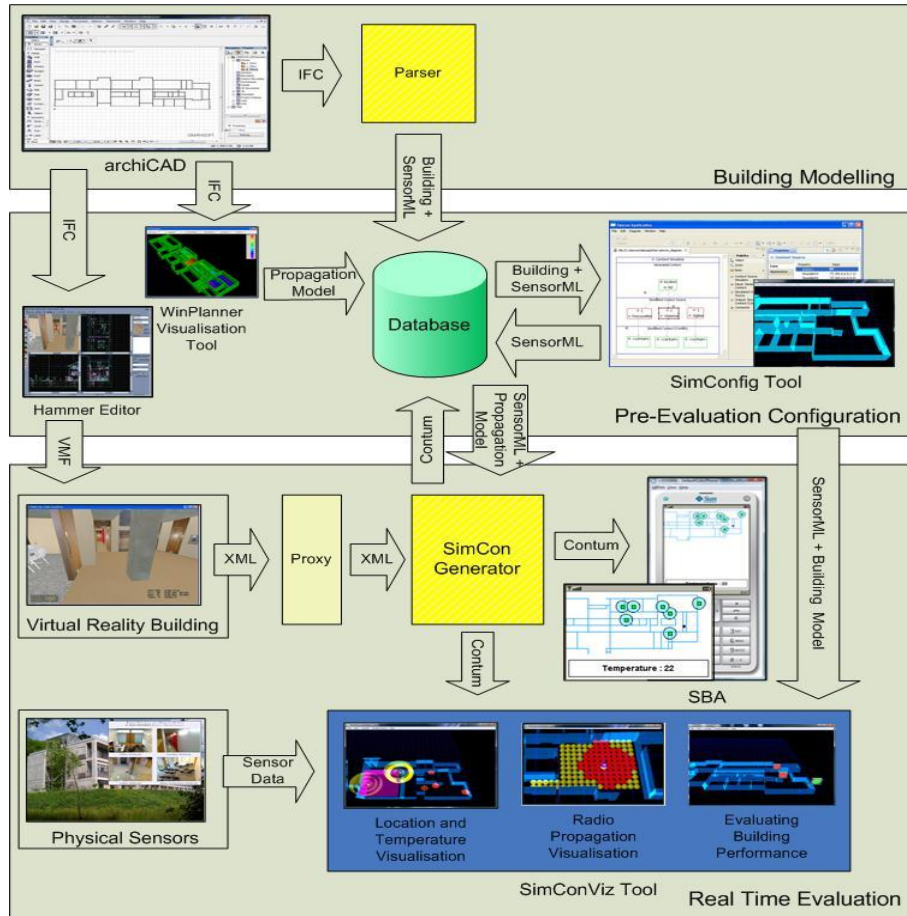 IFC
Parser
archiCAD
IFC
IFC
Building +
SensorML
Building Modelling
Propagation
Model
WinPlanner
Visualisation
Tool
Database
Building +
SensorML
SensorML
SimConfig Tool
Hammer Editor
Pre-Evaluation Configuration
VMF
Contum
SensorML +
Propagation
Model
SensorML + Building Model
XML
Proxy
XML
SimCon
Generator
Contum
Virtual Reality Building
Temperature : 22
SBA
Contum
Sensor
Data
Physical Sensors
Location and
Temperature
Visualisation
Radio
Propagation
Visualisation
Evaluating
Building
Performance
SimConViz Tool
Real Time Evaluation